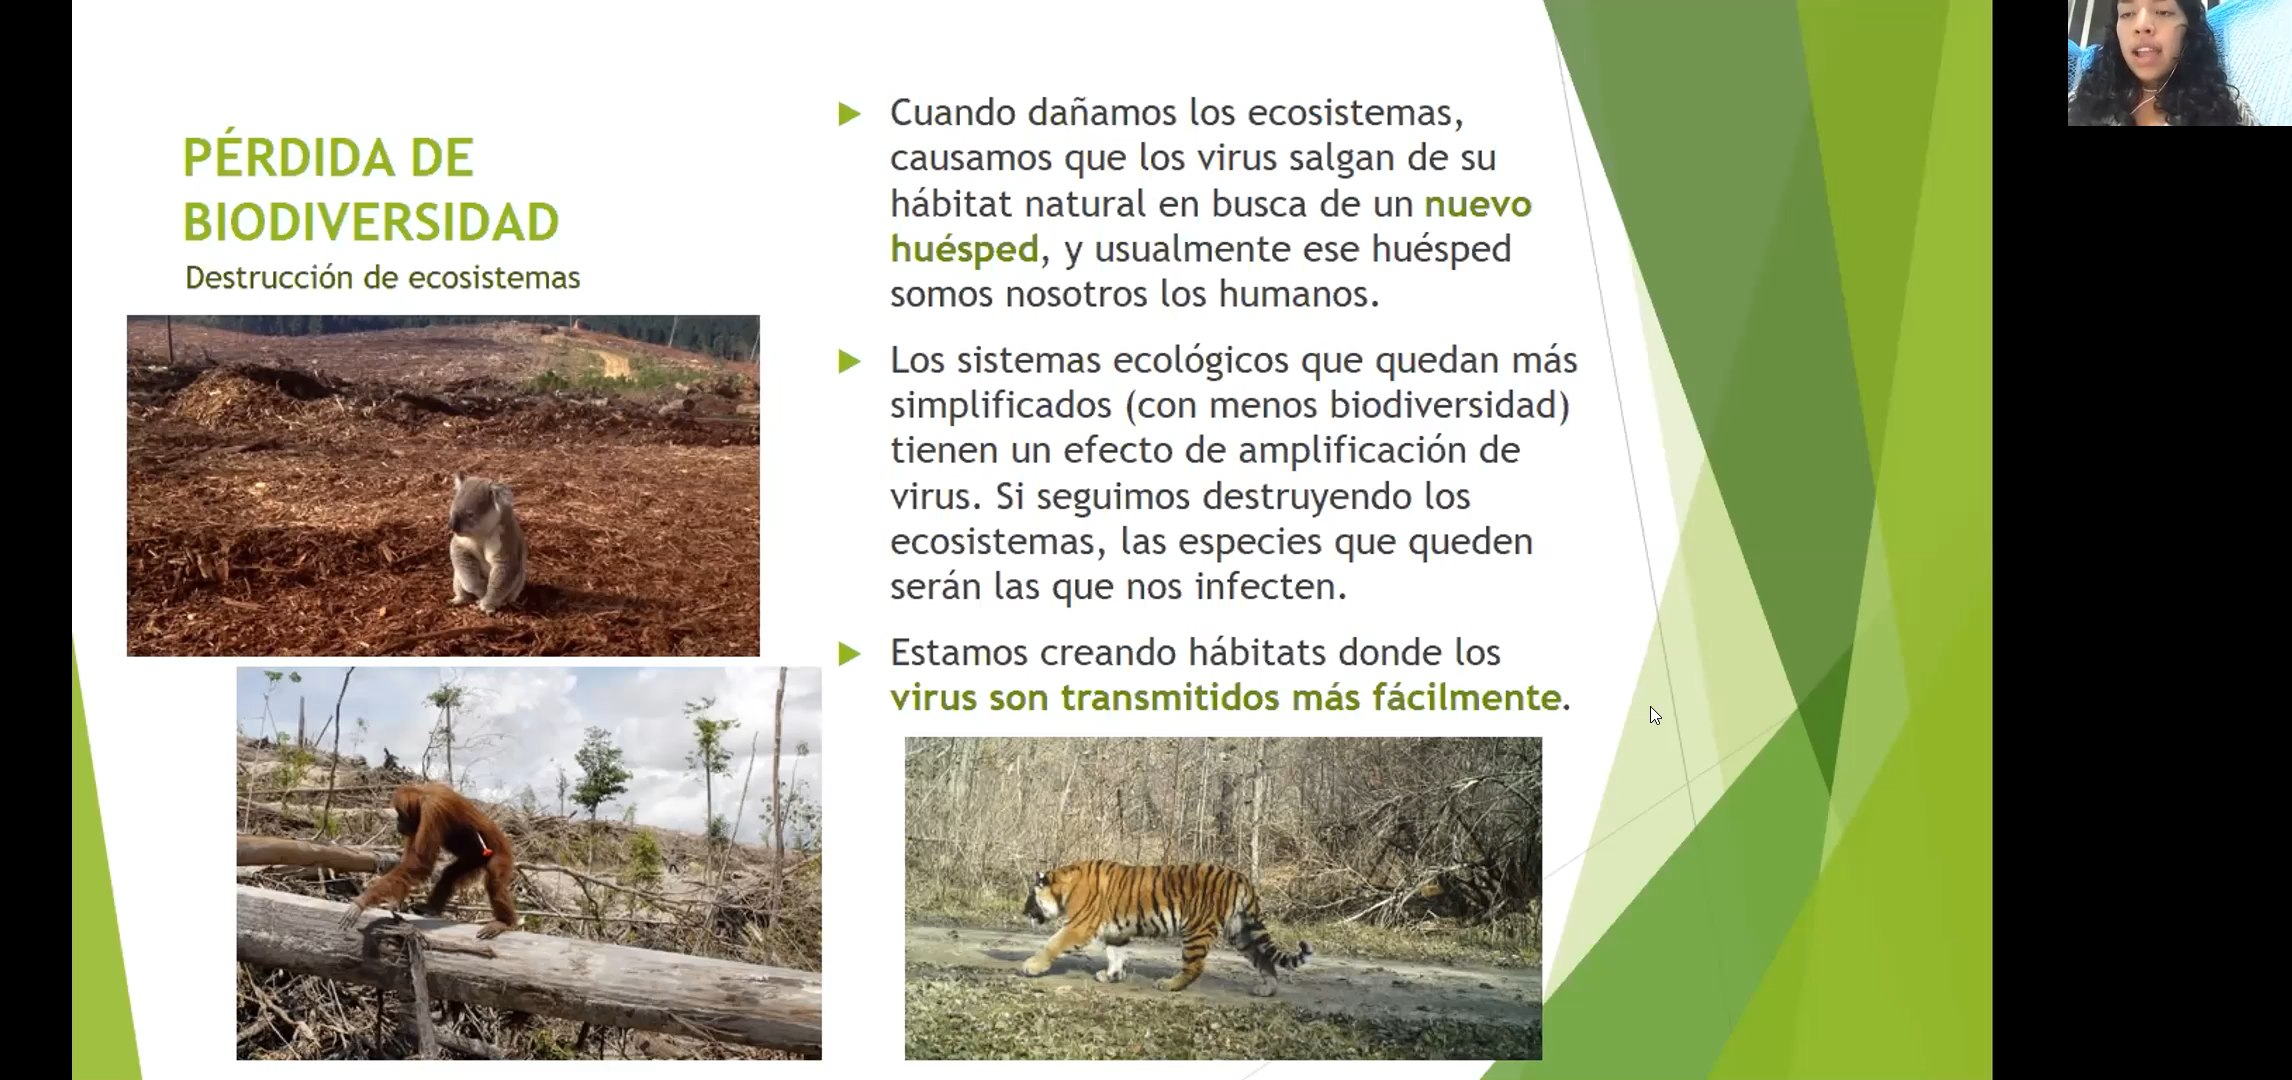 PÉRDIDA DE
BIODIVERSIDAD
Destrucción de ecosistemas
Cuando dañamos los ecosistemas,
causamos que los virus salgan de su
hábitat natural en busca de un nuevo
huésped, y usualmente ese huésped
somos nosotros los humanos.
Los sistemas ecológicos que quedan más
simplificados (con menos biodiversidad)
tienen un efecto de amplificación de
virus. Si seguimos destruyendo los
ecosistemas, las especies que queden
serán las que nos infecten.
Estamos creando hábitats donde los
virus son transmitidos más fácilmente.